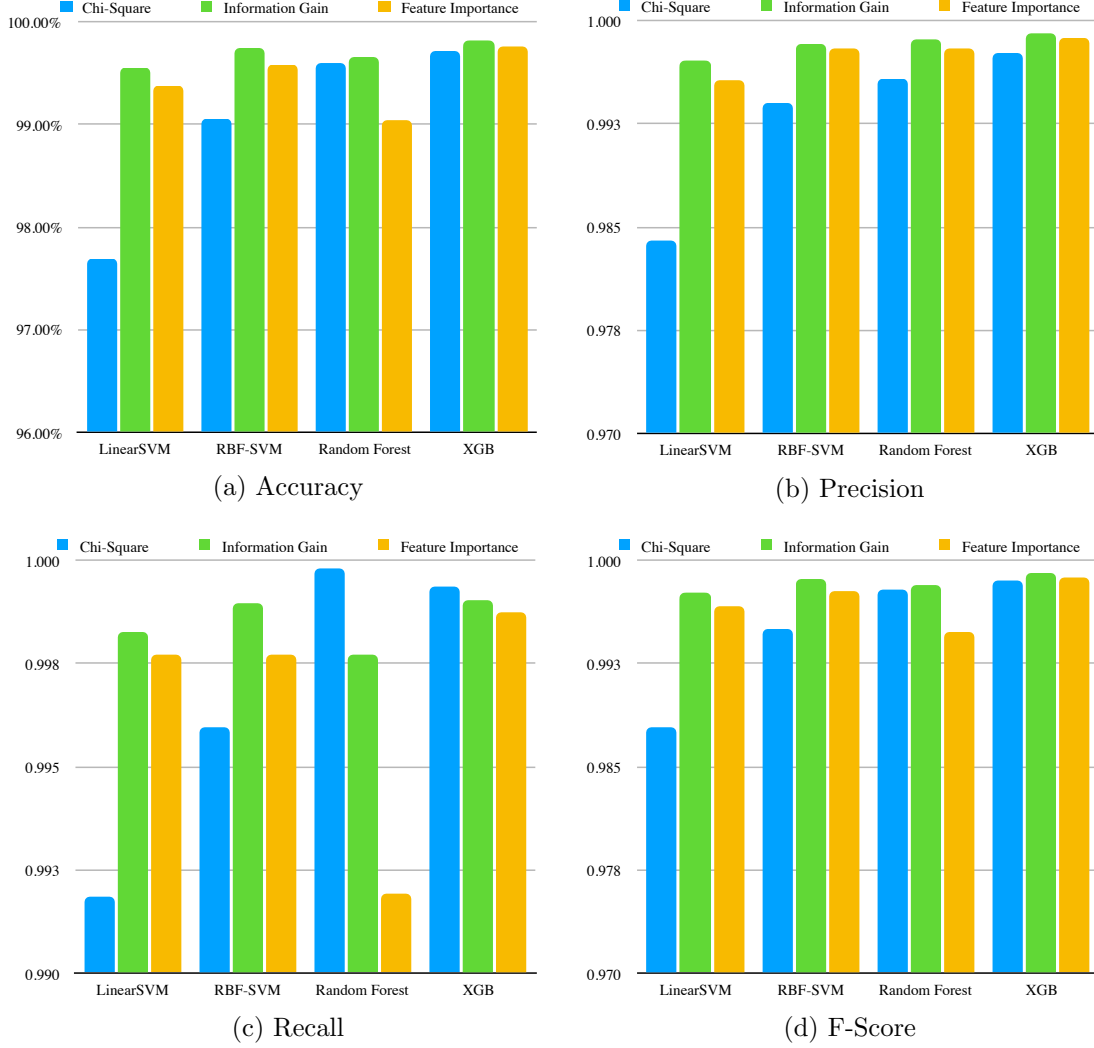 Chi-Square Information Gain Feature Importance
100.00%
99.00%
98.00%
97.00%
96.00%
LinearSVM RBF-SVM Random Forest XGB
(a) Accuracy
Chi-Square Information Gain Feature Importance
1.000
0.993
0.985
0.978
0.970
LinearSVM RBF-SVM Random Forest XGB
(b) Precision
Chi-Square Information Gain Feature Importance
1.000
0.998
0.995
0.993
0.990
LinearSVM RBF-SVM Random Forest XGB
(c) Recall
Chi-Square Information Gain Feature Importance
1.000
0.993
0.985
0.978
0.970
LinearSVM RBF-SVM Random Forest XGB
(d) F-Score